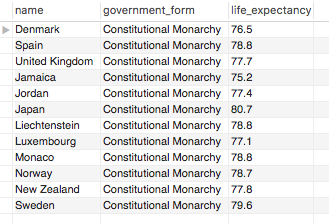 name government_form life_expectancy
Denmark Constitutional Monarchy 76.5
Spain Constitutional Monarchy 78.8
United Kingdom Constitutional Monarchy 77.7
Jamaica Constitutional Monarchy 75.2
Jordan Constitutional Monarchy 77.4
Japan Constitutional Monarchy 80.7
Liechtenstein Constitutional Monarchy 78.8
Luxembourg Constitutional Monarchy 77.1
Monaco Constitutional Monarchy 78.8
Norway Constitutional Monarchy 78.7
New Zealand Constitutional Monarchy 77.8
Sweden Constitutional Monarchy 79.6